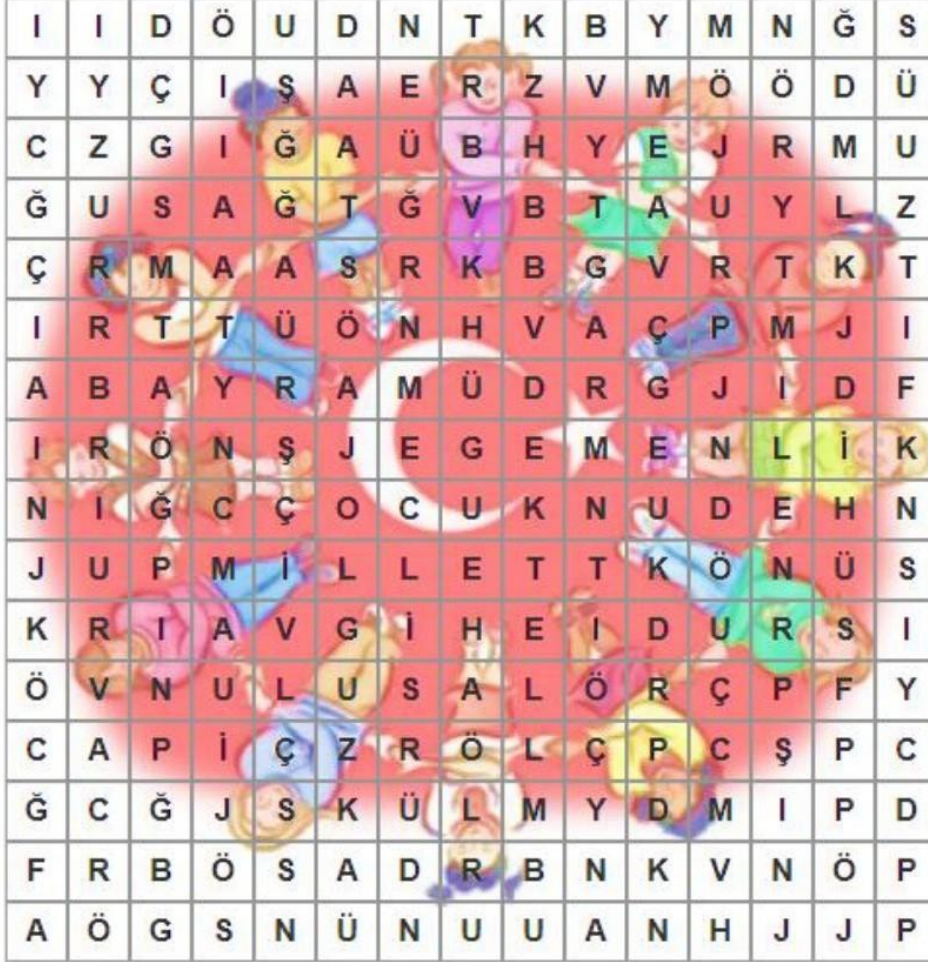 I I D Ö U D N T K B Y M N Ğ S
Y Y Ç I Ş A E R Z V M Ö Ö D Ü
C Z G I Ğ A Ü B H Y E J R M U
Ğ U S A Ğ T Ğ V B T A U Y L Z
Ç R M A A S R K B G V R T K T
I R T T Ü Ö N H V A Ç P M J I
A B A Y R A M Ü D R G J I D F
I R Ö N Ş J E G E M E N L İ K
N I Ğ C Ç O C U K N U D E H N
J U P M İ L L E T T K Ö N Ü S
K R I A V G İ H E I D U R S I
Ö V N U L U S A L Ö R Ç P F Y
C A P İ Ç Z R Ö L Ç P C Ş P C
Ğ C Ğ J S K Ü L M Y D M I P D
F R B Ö S A D R B N K V N Ö P
A Ö G S N Ü N U U A N H J J P